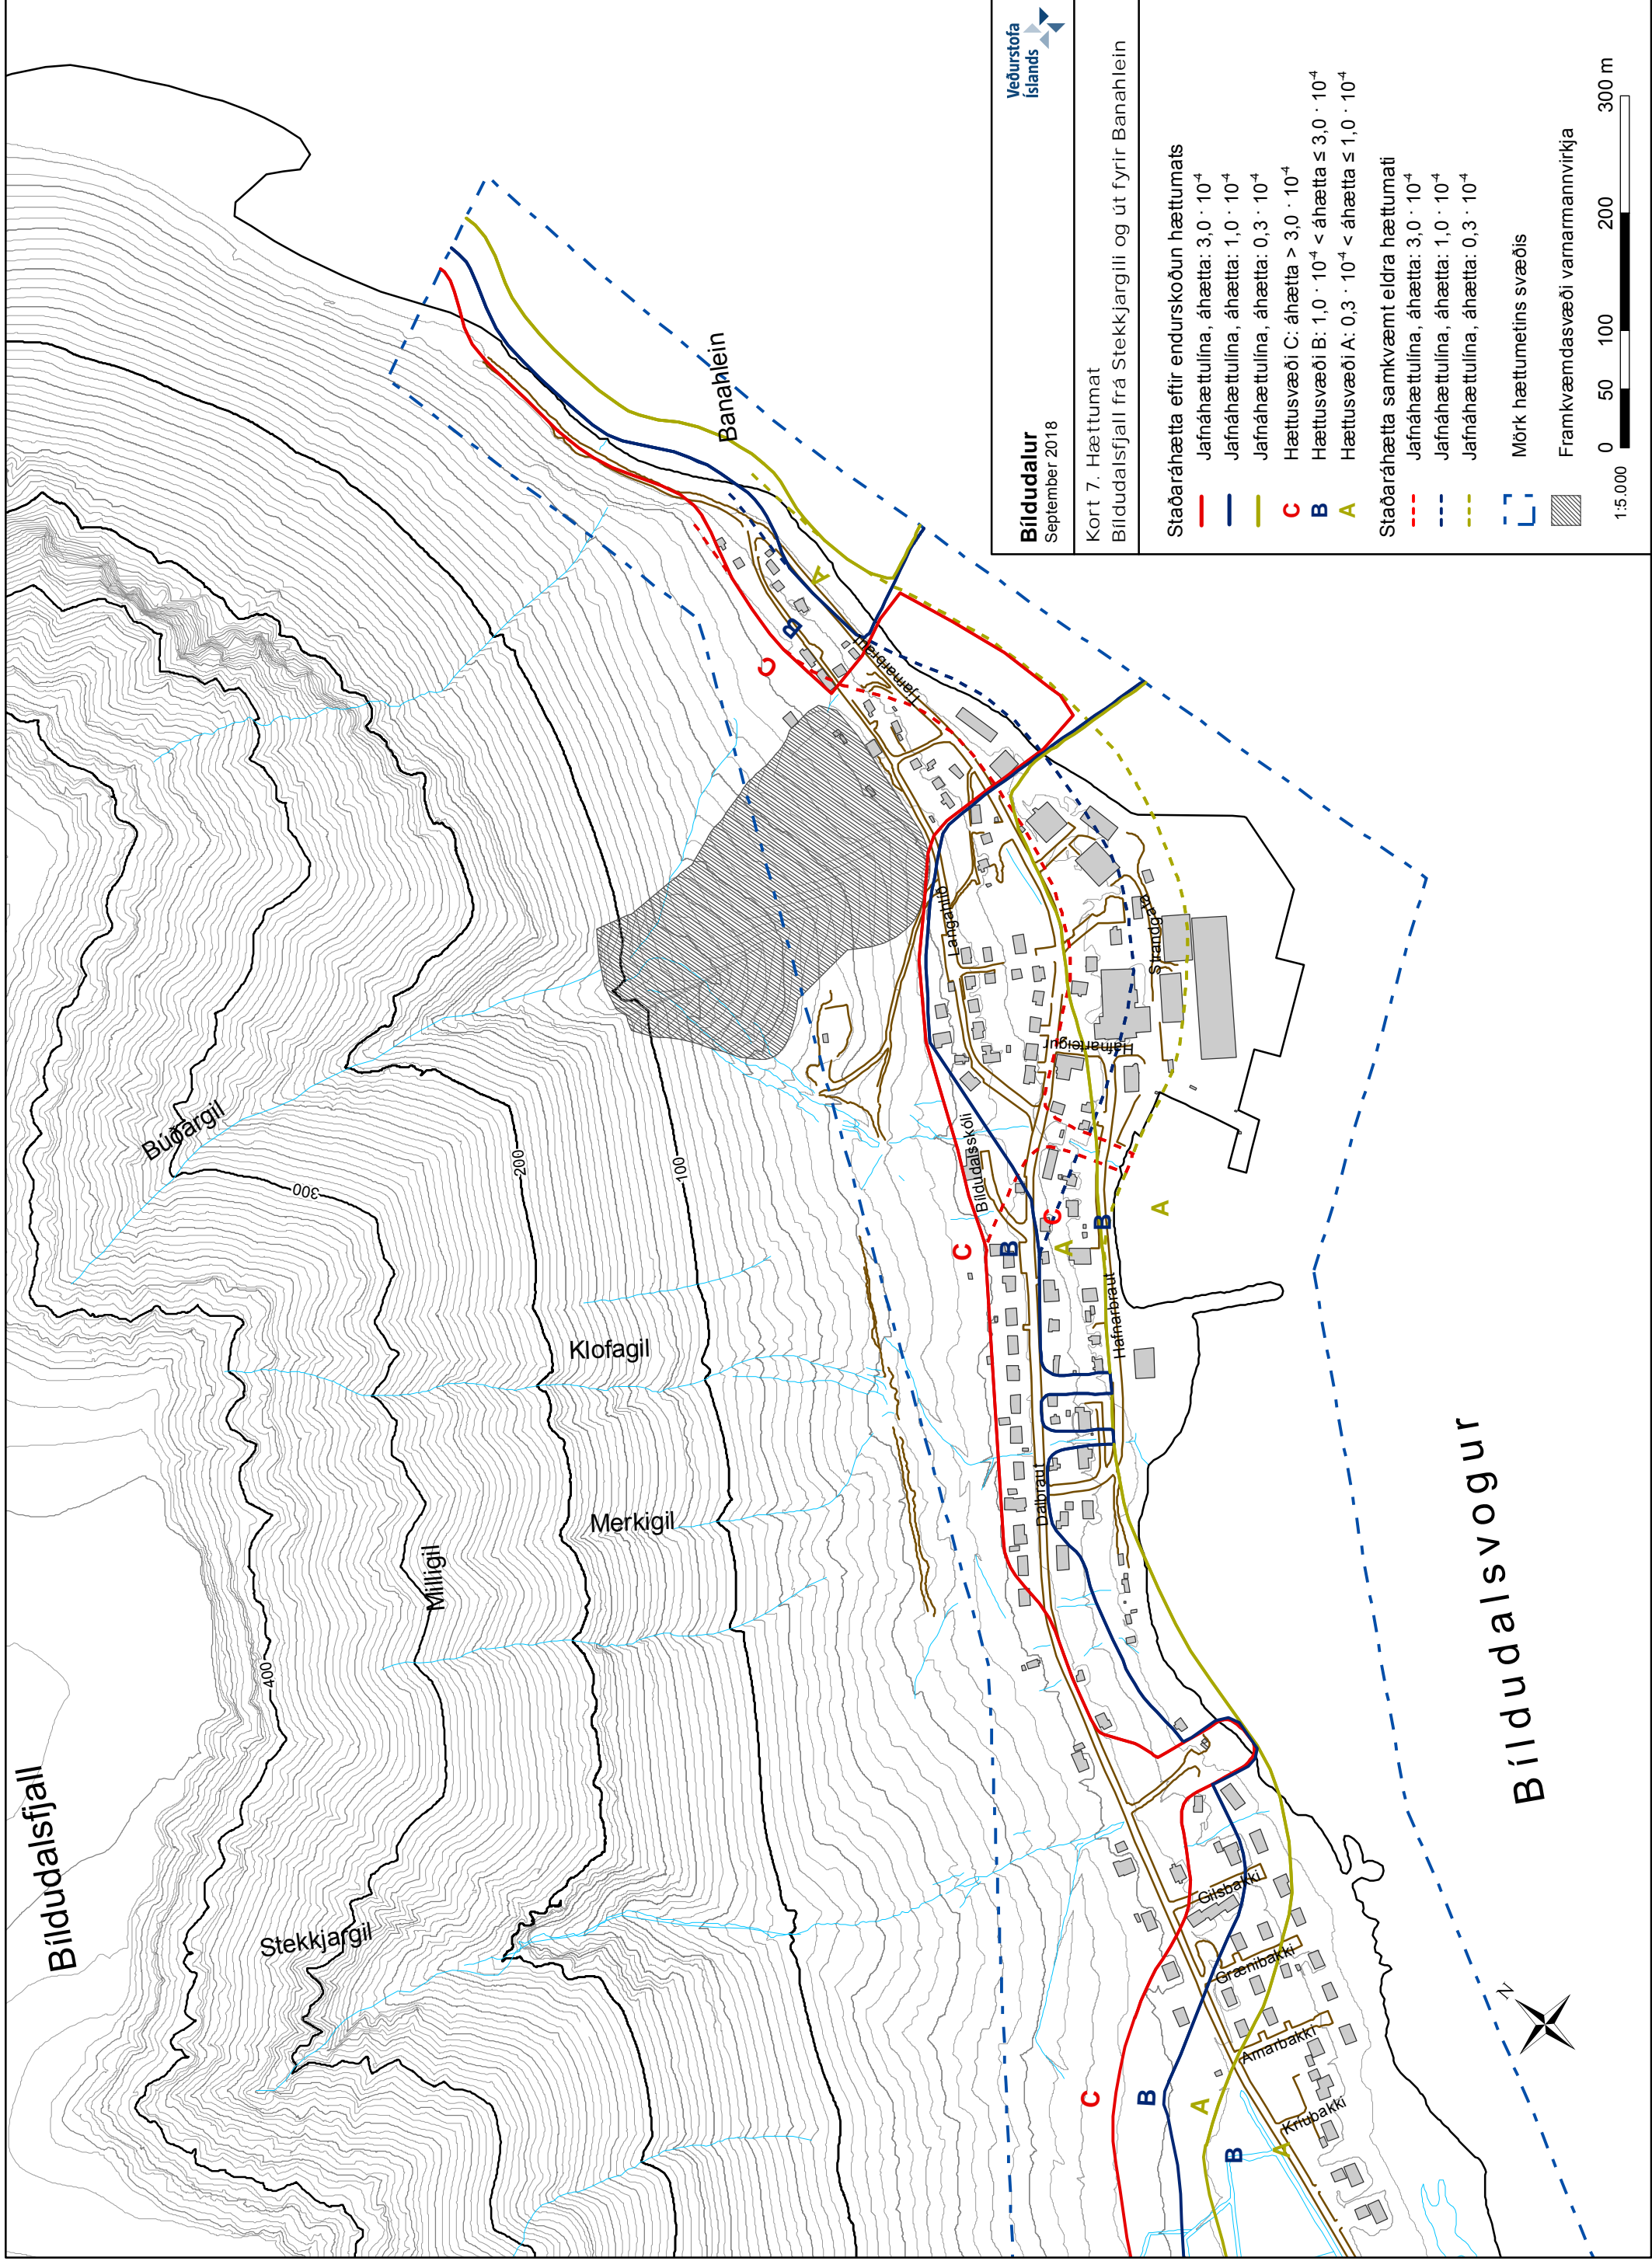 Bíldudalsfjall
Búðargil
Stekkjargil
Milligil
Merkigil
Klofagil
400
300
200
100
Banahlein
Tjarnarbraut
Langahlíð
Strandgata
Hafnarteigur
Bíldudalsskóli
Hafnarbraut
Dalbraut
Gilsbakki
Grænibakki
Arnarbakki
Kríubakki
Bíldudalsvogur
C
B
A
C
B
C
A
B
A
C
B
A
B
A
N
Veðurstofa
Íslands
Bíldudalur
September 2018
Kort 7. Hættumat
Bíldudalsfjall frá Stekkjargili og út fyrir Banahlein
Staðaráhætta eftir endurskoðun hættumats
Jafnáhættulína, áhætta: 3,0 · 10⁻⁴
Jafnáhættulína, áhætta: 1,0 · 10⁻⁴
Jafnáhættulína, áhætta: 0,3 · 10⁻⁴
C Hættusvæði C: áhætta > 3,0 · 10⁻⁴
B Hættusvæði B: 1,0 · 10⁻⁴ < áhætta ≤ 3,0 · 10⁻⁴
A Hættusvæði A: 0,3 · 10⁻⁴ < áhætta ≤ 1,0 · 10⁻⁴
Staðaráhætta samkvæmt eldra hættumati
Jafnáhættulína, áhætta: 3,0 · 10⁻⁴
Jafnáhættulína, áhætta: 1,0 · 10⁻⁴
Jafnáhættulína, áhætta: 0,3 · 10⁻⁴
Mörk hættumetins svæðis
Framkvæmdasvæði varnarmannvirkja
1:5.000
0 50 100 200 300 m